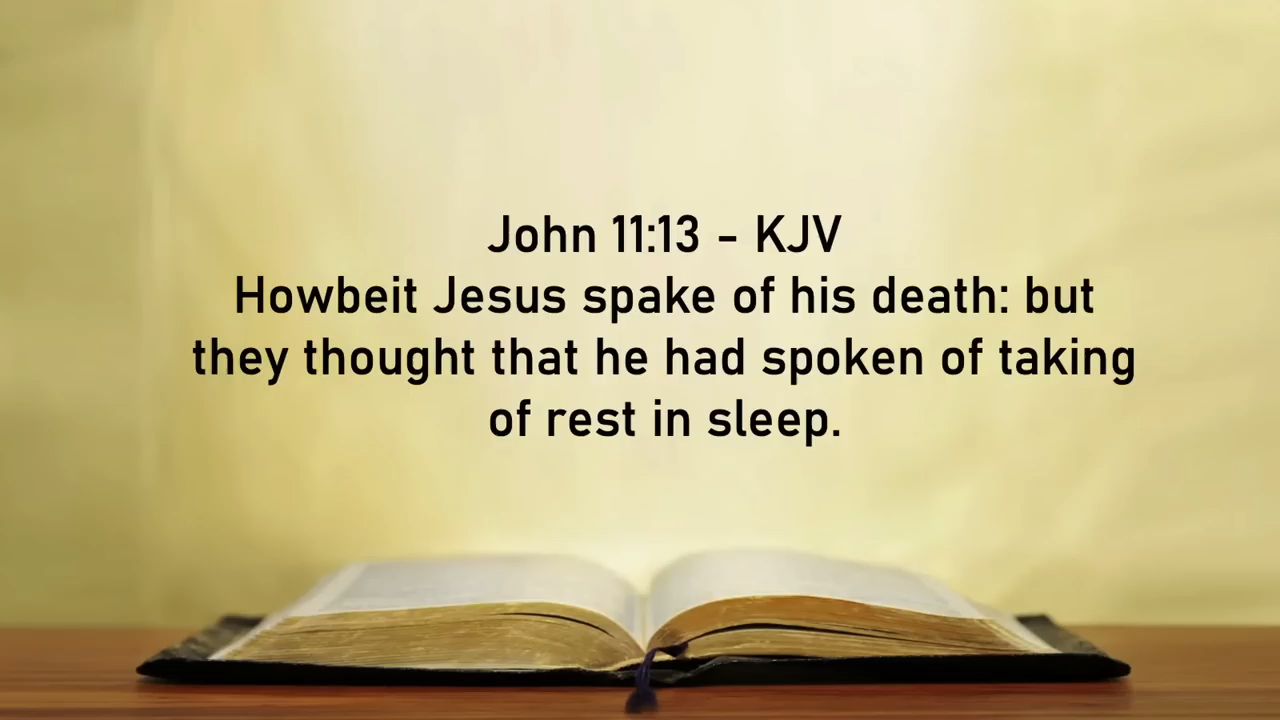 John 11:13 - KJV
Howbeit Jesus spake of his death: but
they thought that he had spoken of taking
of rest in sleep.